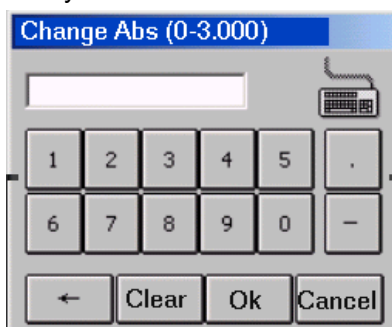 Change Abs (0-3.000)
1 2 3 4 5 .
6 7 8 9 0 –
← Clear Ok Cancel